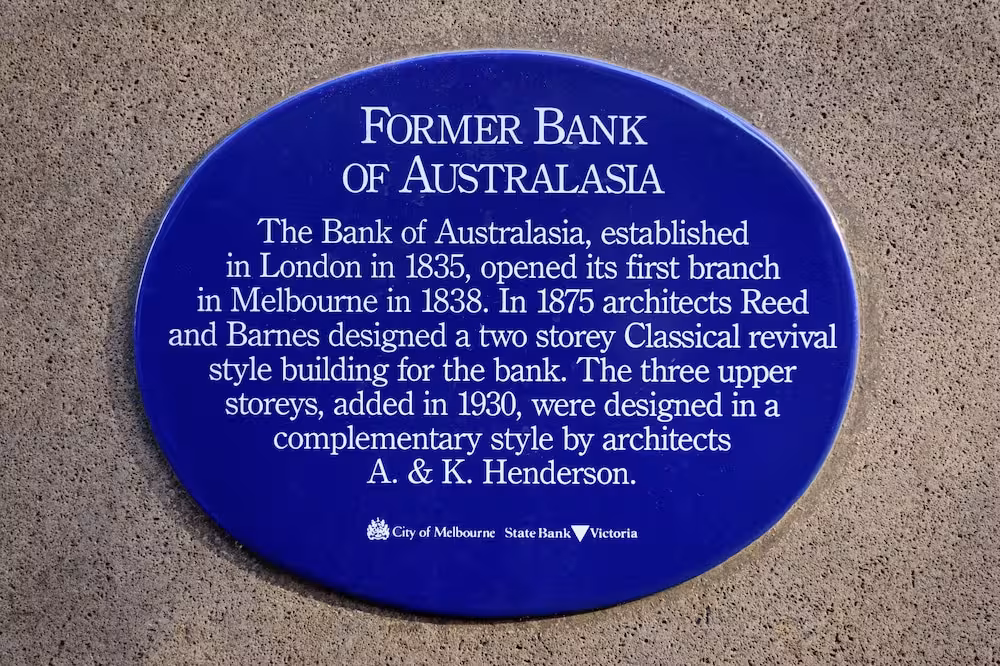 FORMER BANK
OF AUSTRALASIA
The Bank of Australasia, established
in London in 1835, opened its first branch
in Melbourne in 1838. In 1875 architects Reed
and Barnes designed a two storey Classical revival
style building for the bank. The three upper
storeys, added in 1930, were designed in a
complementary style by architects
A. & K. Henderson.
City of Melbourne State Bank Victoria